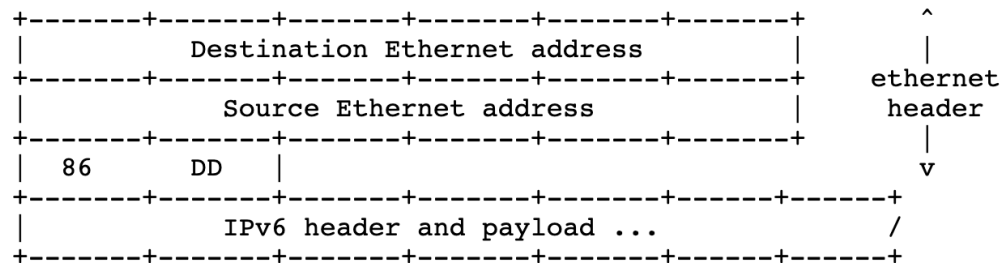 +-------+-------+-------+-------+-------+-------+        ^
|          Destination Ethernet address         |        |
+-------+-------+-------+-------+-------+-------+    ethernet
|            Source Ethernet address            |     header
+-------+-------+-------+-------+-------+-------+        |
|  86      DD   |                                        v
+-------+-------+-------+-------+-------+------+------+
|            IPv6 header and payload ...              /
+-------+-------+-------+-------+-------+------+------+